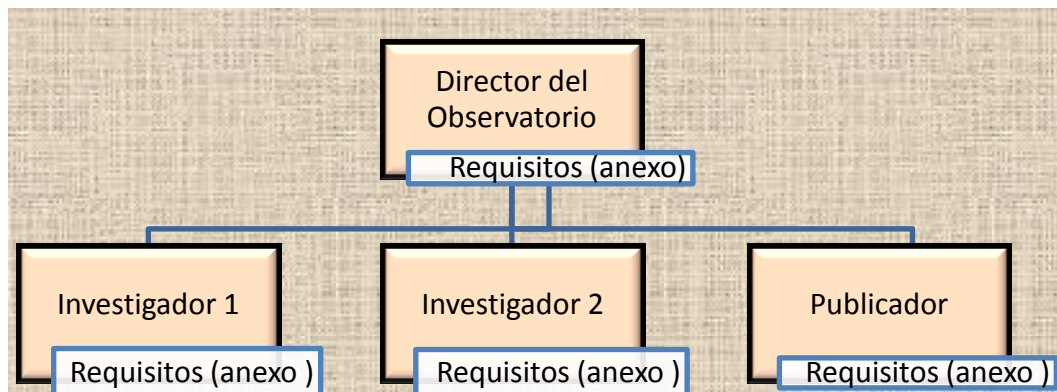 Director del
Observatorio
Requisitos (anexo)
Investigador 1
Requisitos (anexo )
Investigador 2
Requisitos (anexo )
Publicador
Requisitos (anexo )